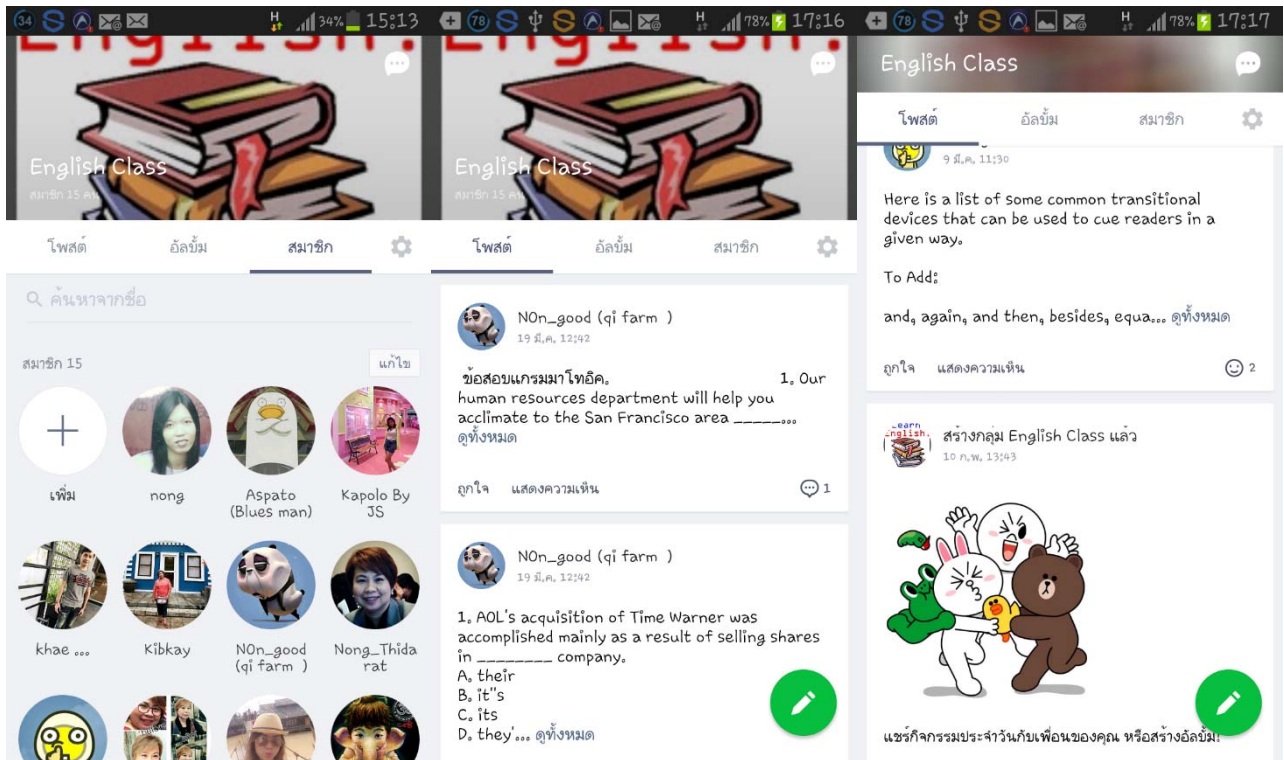 34
34%
15:13
English.
English Class
สมาชิก 15 คน
โพสต์ อัลบั้ม สมาชิก
ค้นหาจากชื่อ
สมาชิก 15
แก้ไข
เพิ่ม
nong
Aspato
(Blues man)
Kapolo By
JS
khae ...
Kibkay
N0n_good
(qi farm )
Nong_Thida
rat
78
78%
17:16
English.
English Class
สมาชิก 15 คน
โพสต์ อัลบั้ม สมาชิก
N0n_good (qi farm )
19 มี.ค. 12:42
ข้อสอบแกรมมาโทอิค. 1. Our
human resources department will help you
acclimate to the San Francisco area _____...
ดูทั้งหมด
ถูกใจ แสดงความเห็น 1
N0n_good (qi farm )
19 มี.ค. 12:42
1. AOL's acquisition of Time Warner was
accomplished mainly as a result of selling shares
in ________ company.
A. their
B. it"s
C. its
D. they'... ดูทั้งหมด
78
78%
17:17
English Class
โพสต์ อัลบั้ม สมาชิก
9 มี.ค. 11:30
Here is a list of some common transitional
devices that can be used to cue readers in a
given way.
To Add:
and, again, and then, besides, equa... ดูทั้งหมด
ถูกใจ แสดงความเห็น 2
Learn
English.
สร้างกลุ่ม English Class แล้ว
10 ก.พ. 13:43
แชร์กิจกรรมประจำวันกับเพื่อนของคุณ หรือสร้างอัลบั้ม!